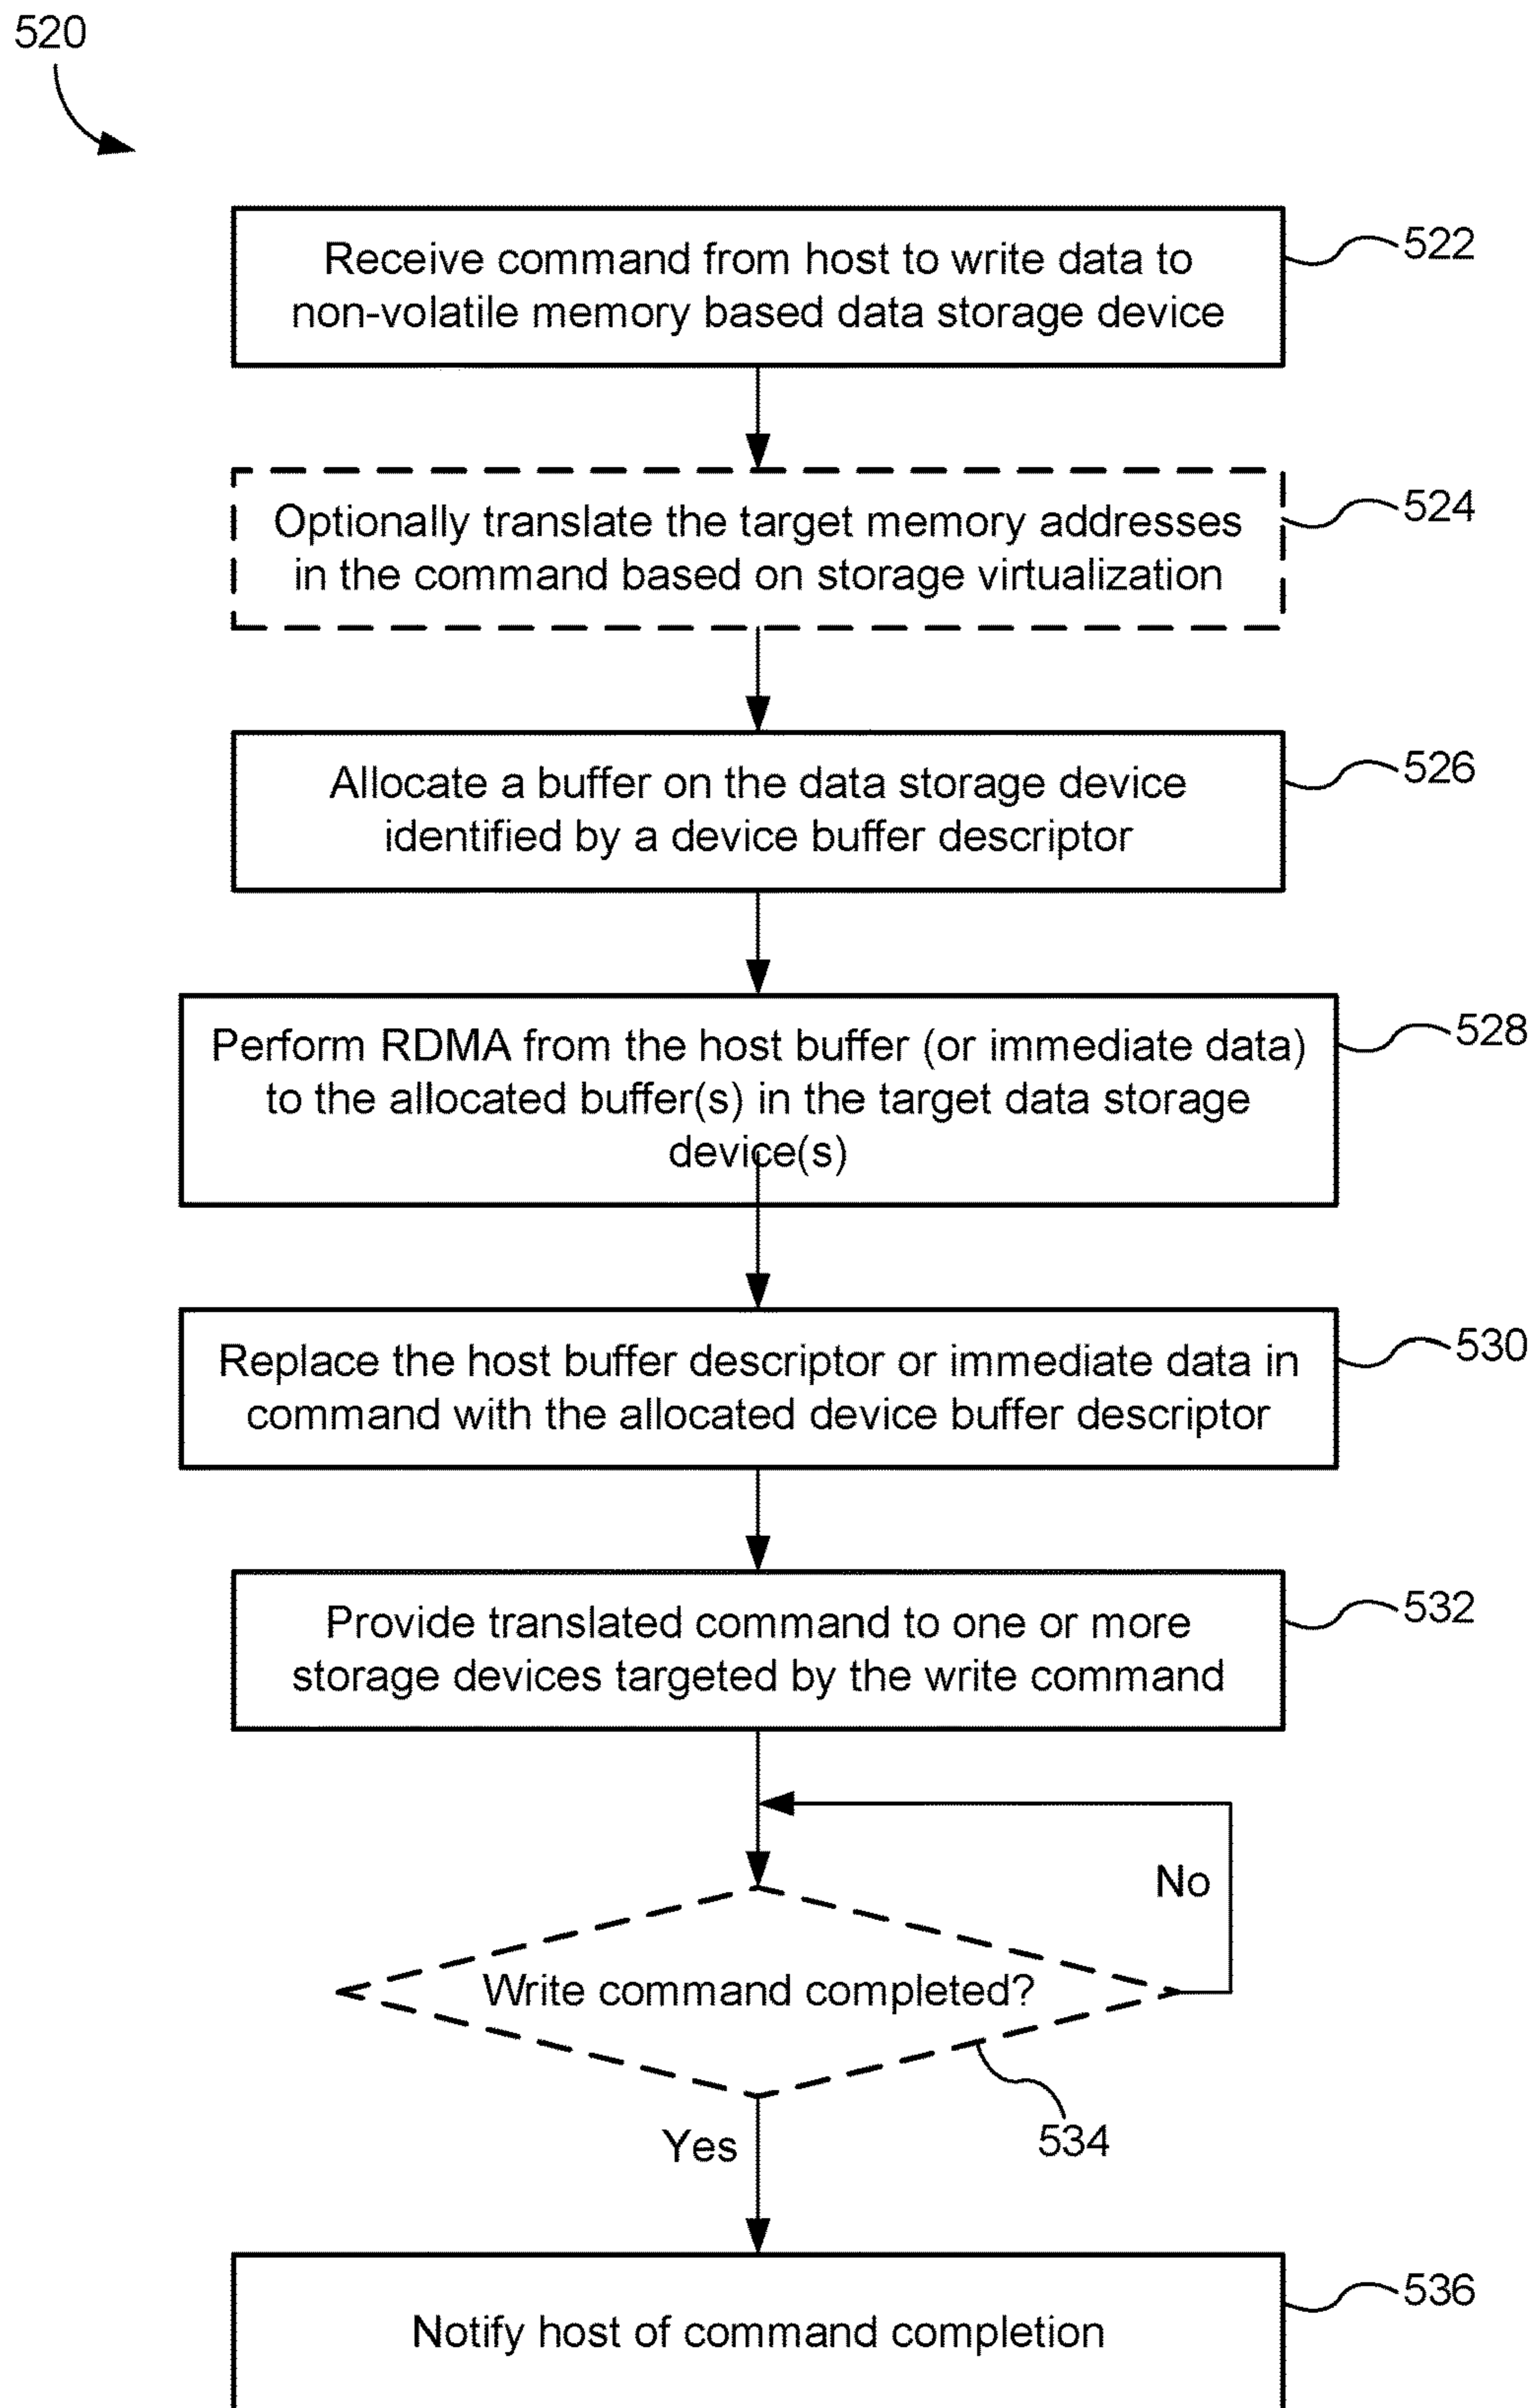 520
Receive command from host to write data to
non-volatile memory based data storage device
522
Optionally translate the target memory addresses
in the command based on storage virtualization
524
Allocate a buffer on the data storage device
identified by a device buffer descriptor
526
Perform RDMA from the host buffer (or immediate data)
to the allocated buffer(s) in the target data storage
device(s)
528
Replace the host buffer descriptor or immediate data in
command with the allocated device buffer descriptor
530
Provide translated command to one or more
storage devices targeted by the write command
532
No
Write command completed?
534
Yes
Notify host of command completion
536